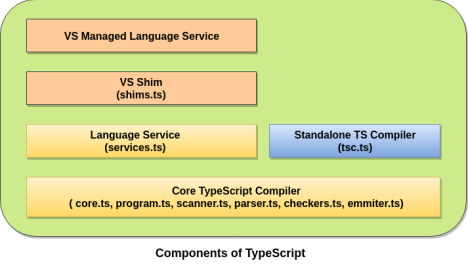 VS Managed Language Service
VS Shim
(shims.ts)
Language Service
(services.ts)
Standalone TS Compiler
(tsc.ts)
Core TypeScript Compiler
( core.ts, program.ts, scanner.ts, parser.ts, checkers.ts, emmiter.ts)
Components of TypeScript